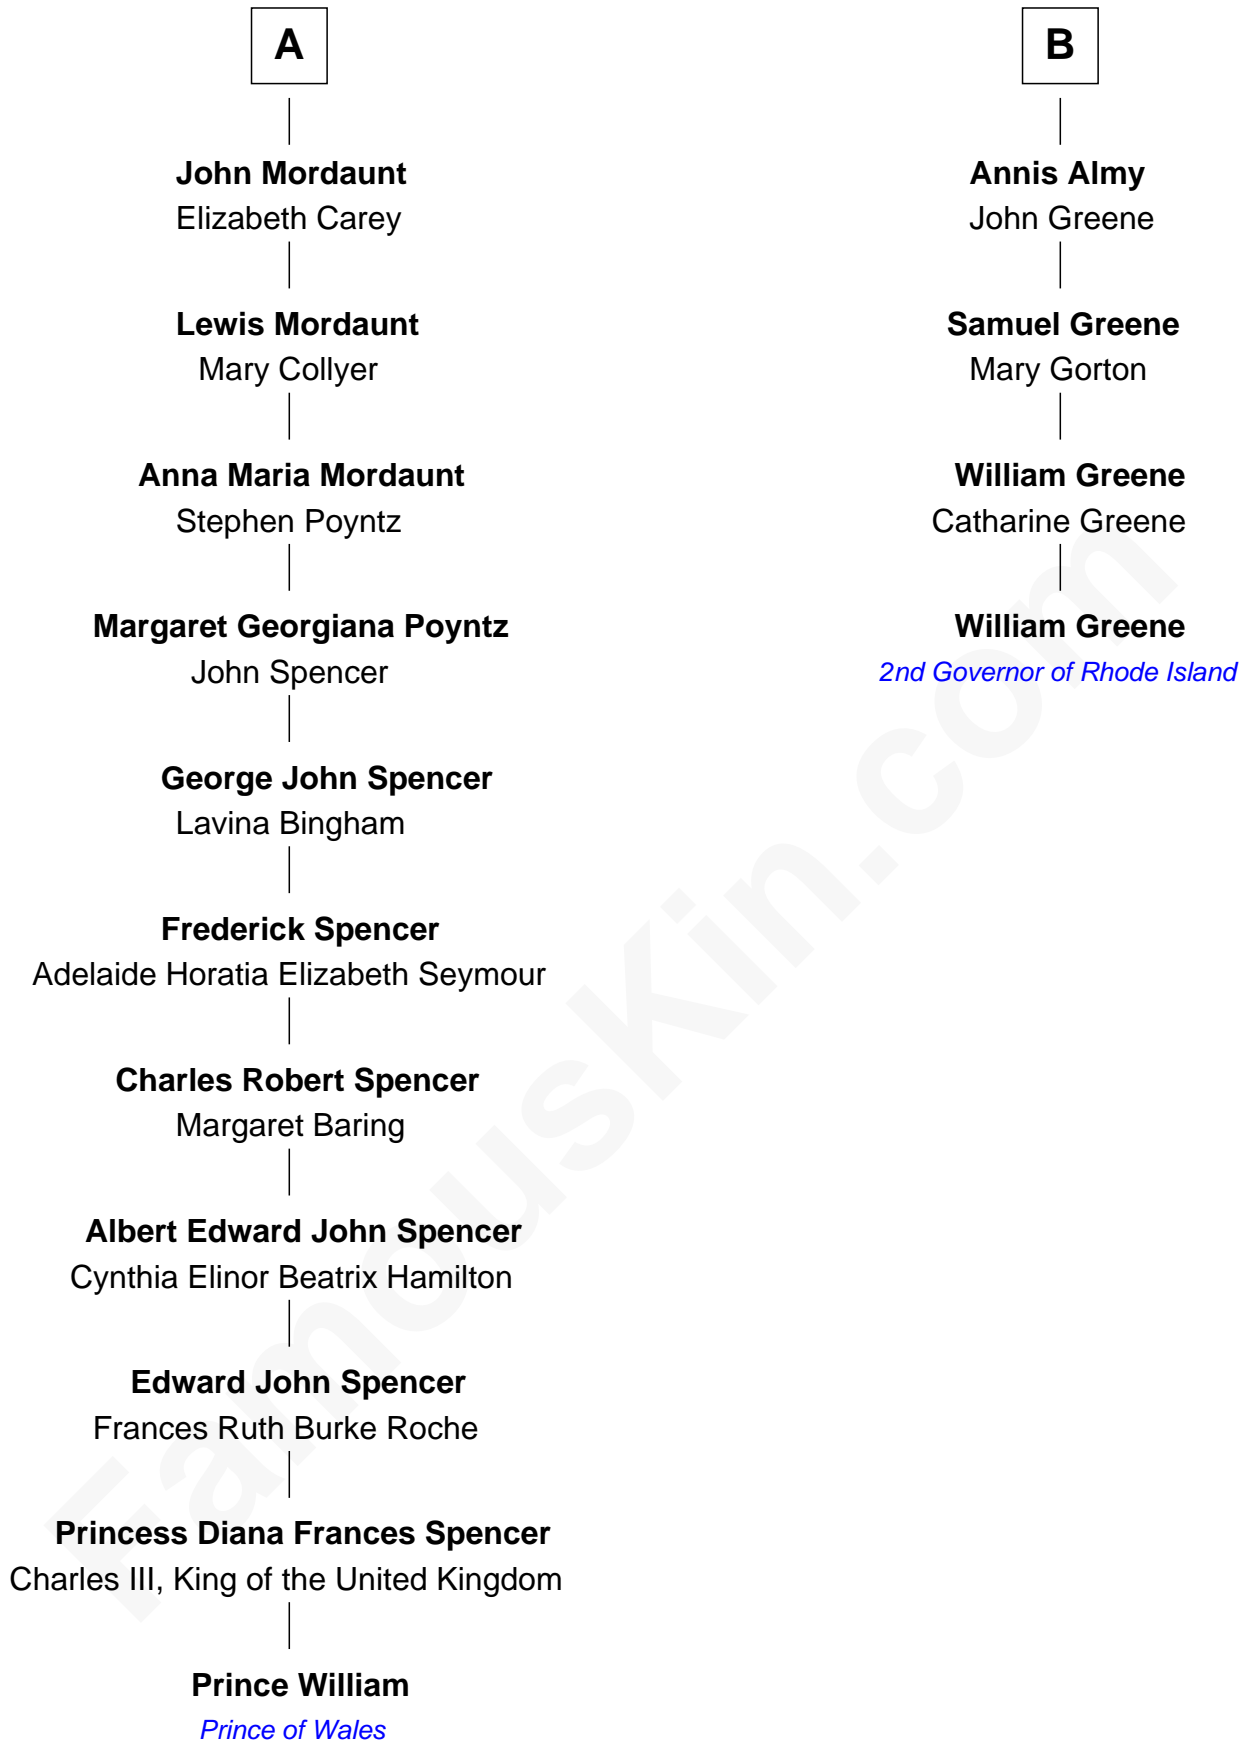 A
John Mordaunt
Elizabeth Carey
Lewis Mordaunt
Mary Collyer
Anna Maria Mordaunt
Stephen Poyntz
Margaret Georgiana Poyntz
John Spencer
George John Spencer
Lavina Bingham
Frederick Spencer
Adelaide Horatia Elizabeth Seymour
Charles Robert Spencer
Margaret Baring
Albert Edward John Spencer
Cynthia Elinor Beatrix Hamilton
Edward John Spencer
Frances Ruth Burke Roche
Princess Diana Frances Spencer
Charles III, King of the United Kingdom
Prince William
Prince of Wales
B
Annis Almy
John Greene
Samuel Greene
Mary Gorton
William Greene
Catharine Greene
William Greene
2nd Governor of Rhode Island
FamousKin.com